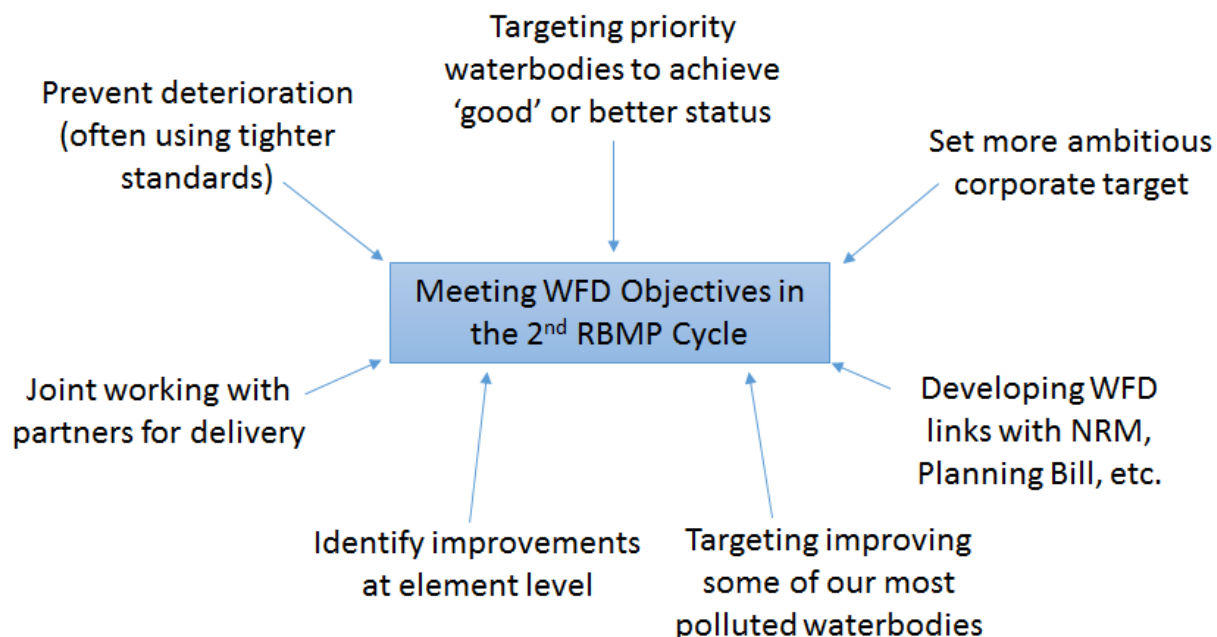 Targeting priority
waterbodies to achieve
‘good’ or better status
Prevent deterioration
(often using tighter
standards)
Set more ambitious
corporate target
Meeting WFD Objectives in
the 2nd RBMP Cycle
Joint working with
partners for delivery
Developing WFD
links with NRM,
Planning Bill, etc.
Identify improvements
at element level
Targeting improving
some of our most
polluted waterbodies